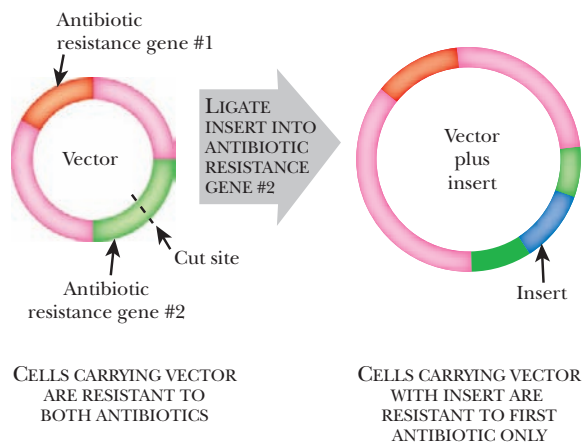 Antibiotic
resistance gene #1
Vector
Cut site
Antibiotic
resistance gene #2
LIGATE
INSERT INTO
ANTIBIOTIC
RESISTANCE
GENE #2
Vector
plus
insert
Insert
CELLS CARRYING VECTOR
ARE RESISTANT TO
BOTH ANTIBIOTICS
CELLS CARRYING VECTOR
WITH INSERT ARE
RESISTANT TO FIRST
ANTIBIOTIC ONLY